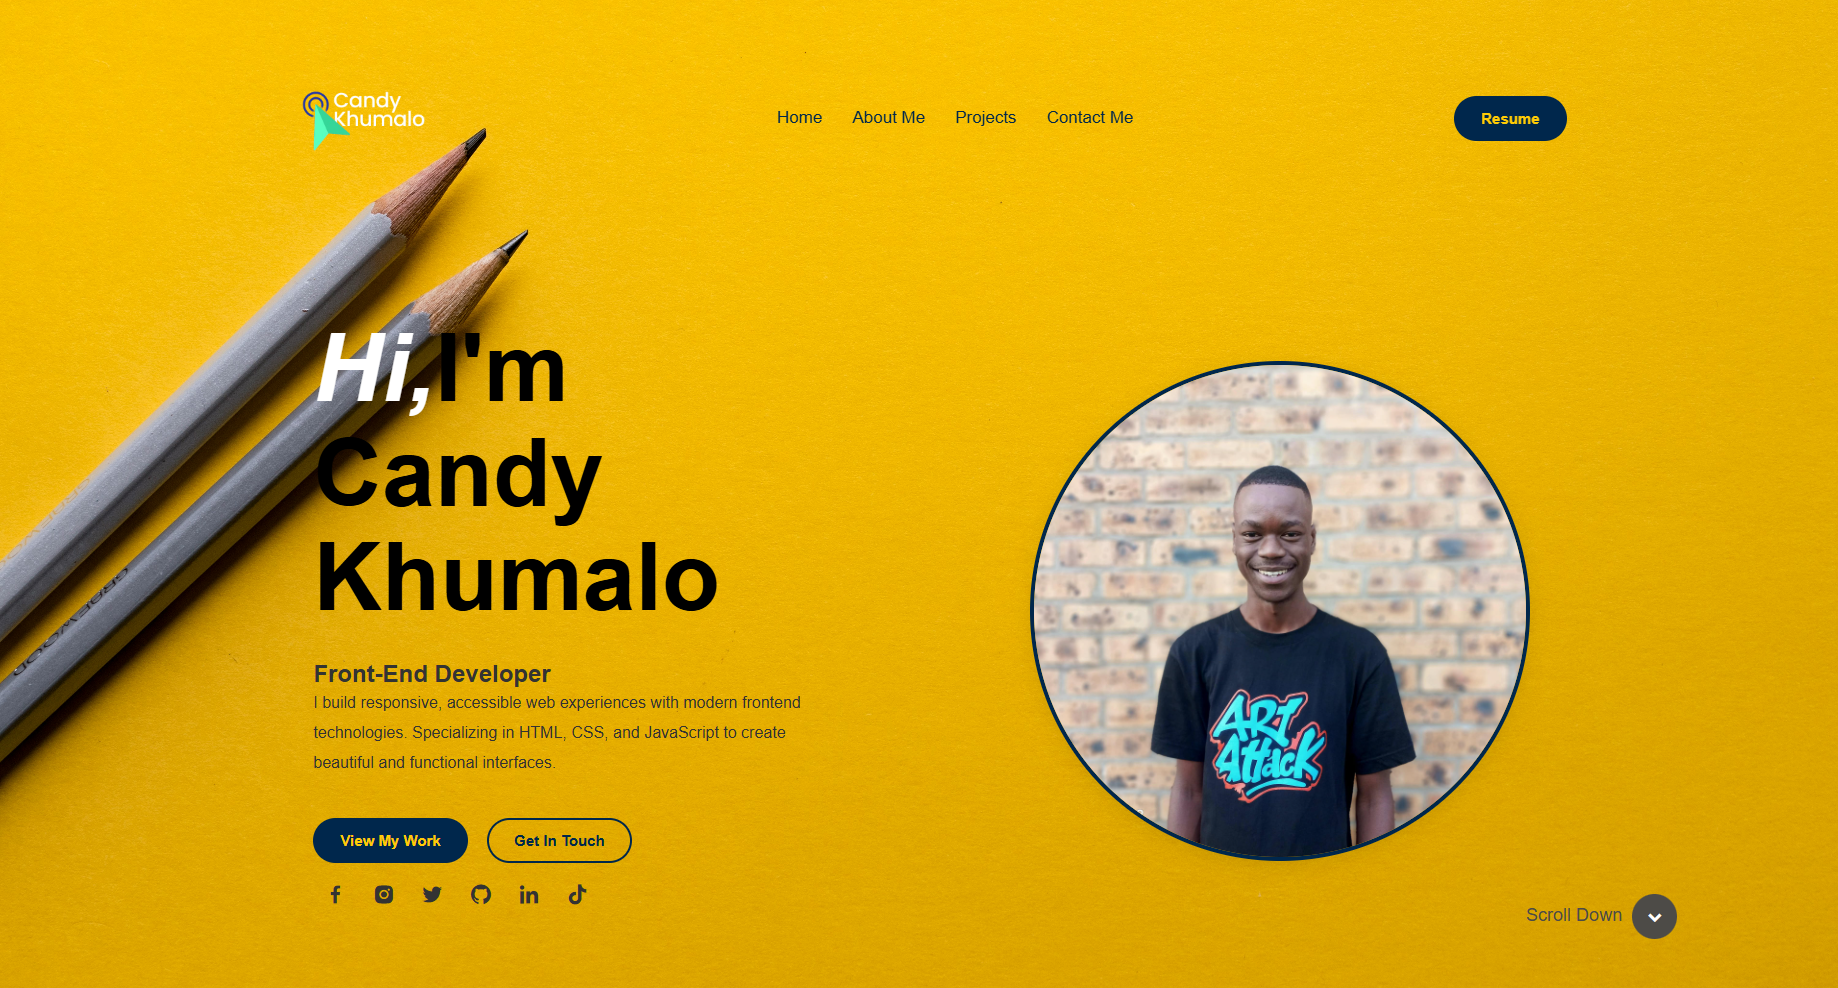 Candy
Khumalo
Home About Me Projects Contact Me
Resume
Hi,I'm
Candy
Khumalo
Front-End Developer
I build responsive, accessible web experiences with modern frontend
technologies. Specializing in HTML, CSS, and JavaScript to create
beautiful and functional interfaces.
View My Work
Get In Touch
ART
Attack
Scroll Down